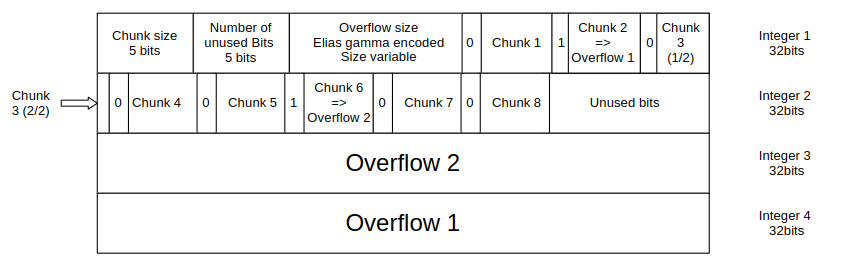 Chunk size
5 bits
Number of
unused Bits
5 bits
Overflow size
Elias gamma encoded
Size variable
0
Chunk 1
1
Chunk 2
=>
Overflow 1
0
Chunk
3
(1/2)
Integer 1
32bits
Chunk
3 (2/2)
0
Chunk 4
0
Chunk 5
1
Chunk 6
=>
Overflow 2
0
Chunk 7
0
Chunk 8
Unused bits
Integer 2
32bits
Overflow 2
Integer 3
32bits
Overflow 1
Integer 4
32bits